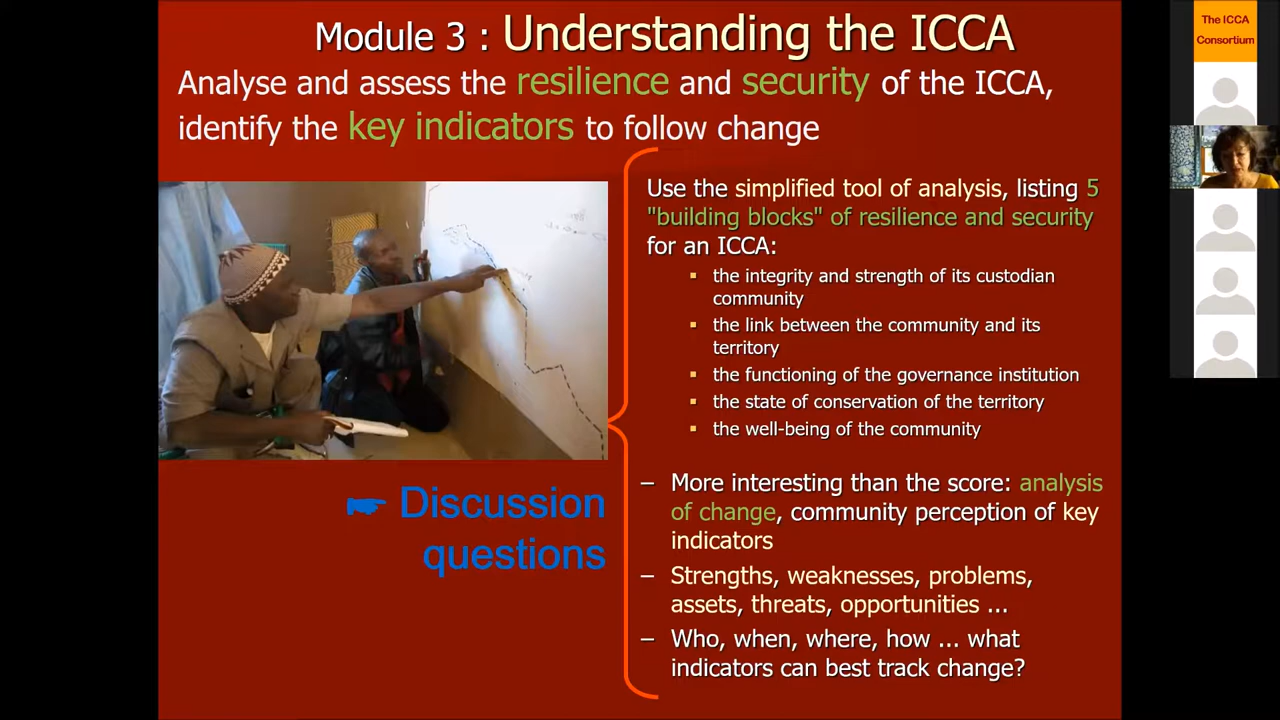 Module 3 : Understanding the ICCA
Analyse and assess the resilience and security of the ICCA,
identify the key indicators to follow change
Use the simplified tool of analysis, listing 5
"building blocks" of resilience and security
for an ICCA:
▪ the integrity and strength of its custodian
community
▪ the link between the community and its
territory
▪ the functioning of the governance institution
▪ the state of conservation of the territory
▪ the well-being of the community
– More interesting than the score: analysis
of change, community perception of key
indicators
– Strengths, weaknesses, problems,
assets, threats, opportunities ...
– Who, when, where, how ... what
indicators can best track change?
☛ Discussion
questions
The ICCA
Consortium